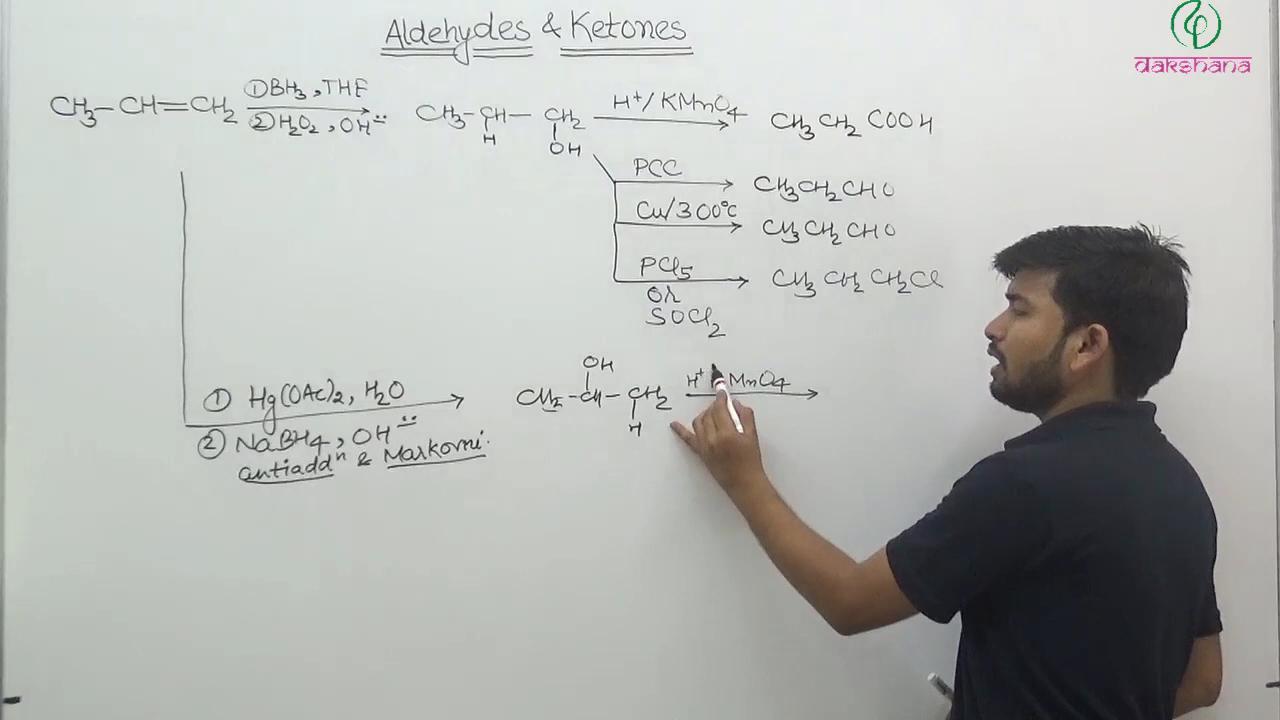 Aldehydes & Ketones
dakshana
CH3-CH=CH2 ①BH3,THF ②H2O2,OH⊖ CH3-CH-CH2 H+/KMnO4 CH3CH2COOH
H OH
PCC CH3CH2CHO
Cu/300°C CH3CH2CHO
PCl5 CH3CH2CH2Cl
or
SOCl2
OH
① Hg(OAc)2, H2O CH2-CH-CH2 H+ MnO4
H
② NaBH4, OH
antiaddn & Markovni.